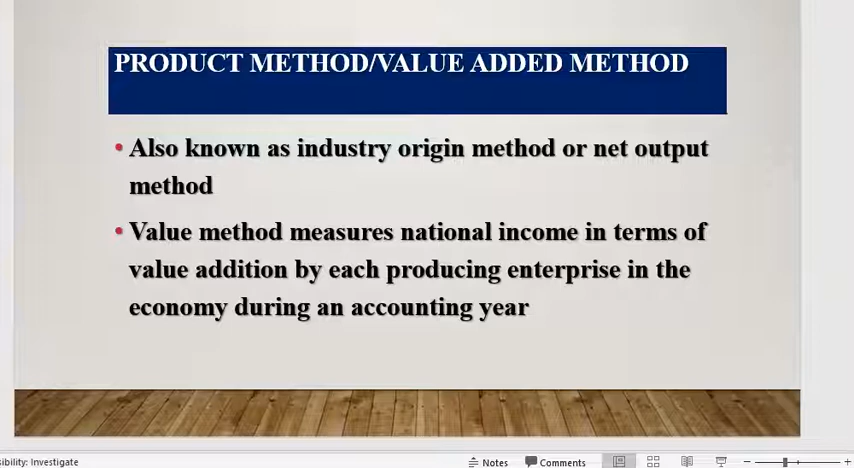 PRODUCT METHOD/VALUE ADDED METHOD
• Also known as industry origin method or net output
method
• Value method measures national income in terms of
value addition by each producing enterprise in the
economy during an accounting year
sibility: Investigate
Notes
Comments